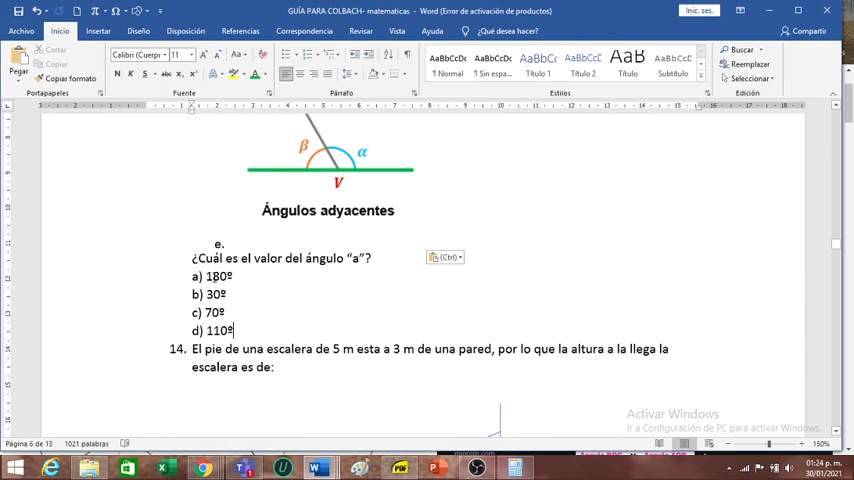 GUÍA PARA COLBACH- matematicas - Word (Error de activación de productos)
Inic. ses.
Archivo Inicio Insertar Diseño Disposición Referencias Correspondencia Revisar Vista Ayuda ¿Qué desea hacer? Compartir
Pegar
Cortar
Copiar
Copiar formato
Portapapeles
Calibri (Cuerp 11
Fuente
Párrafo
AaBbCcDc AaBbCcDc AaBbC AaBbCcC AaB AaBbCcD
¶ Normal ¶ Sin espa... Título 1 Título 2 Título Subtítulo
Estilos
Buscar
Reemplazar
Seleccionar
Edición
β
α
V
Ángulos adyacentes
e.
¿Cuál es el valor del ángulo “a”?
(Ctrl)
a) 180º
b) 30º
c) 70º
d) 110º
14. El pie de una escalera de 5 m esta a 3 m de una pared, por lo que la altura a la llega la
escalera es de:
Activar Windows
Ir a Configuración de PC para activar Windows.
Página 6 de 13 1021 palabras
150%
01:24 p. m.
30/01/2021